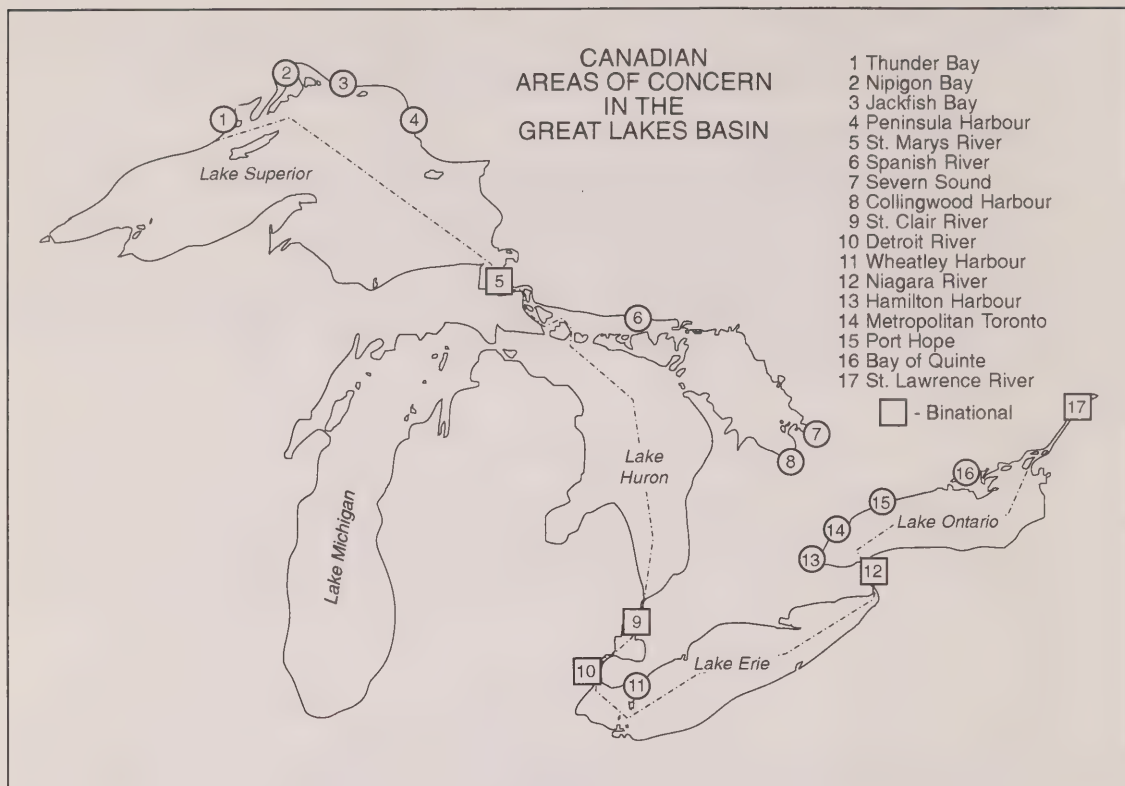 CANADIAN
AREAS OF CONCERN
IN THE
GREAT LAKES BASIN
1 Thunder Bay
2 Nipigon Bay
3 Jackfish Bay
4 Peninsula Harbour
5 St. Marys River
6 Spanish River
7 Severn Sound
8 Collingwood Harbour
9 St. Clair River
10 Detroit River
11 Wheatley Harbour
12 Niagara River
13 Hamilton Harbour
14 Metropolitan Toronto
15 Port Hope
16 Bay of Quinte
17 St. Lawrence River
- Binational
1
2
3
4
Lake Superior
5
6
7
8
Lake
Huron
Lake Michigan
9
10
11
Lake Erie
12
13
14
15
16
17
Lake Ontario